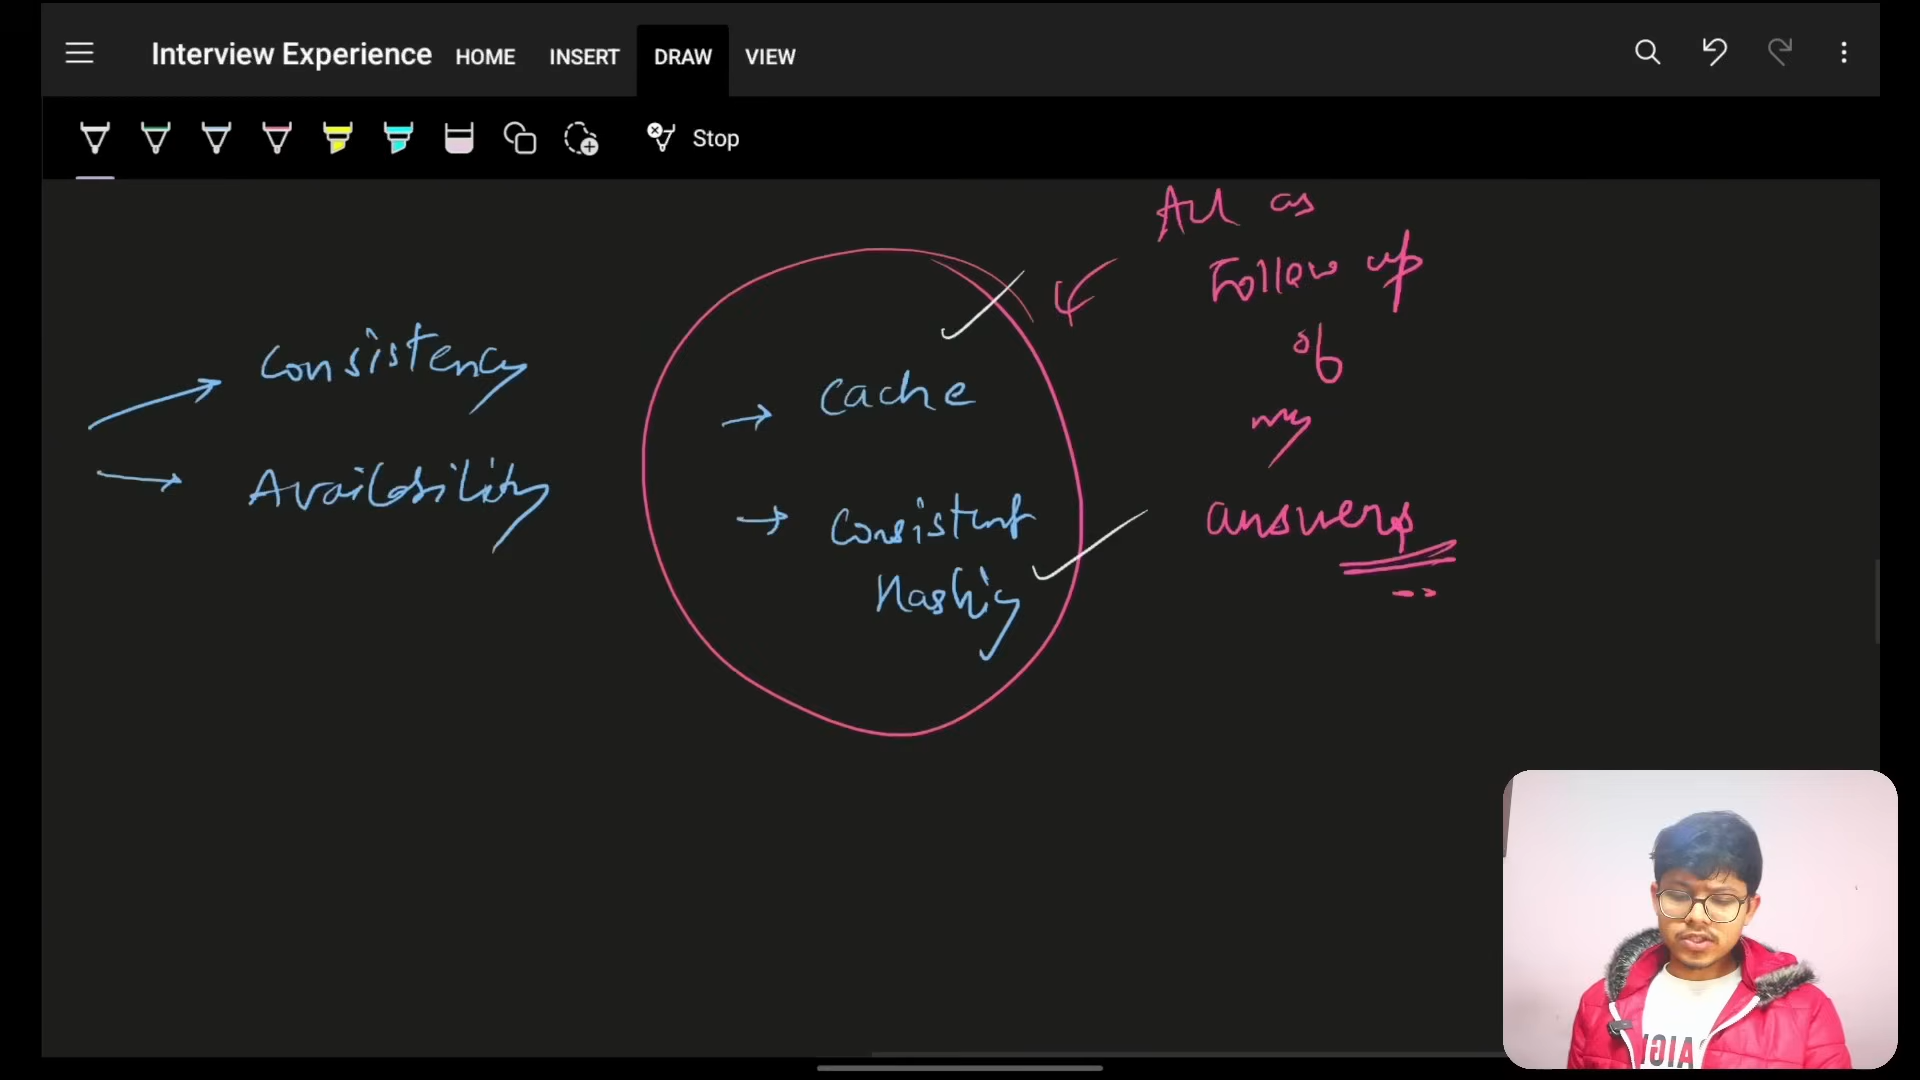 Interview Experience HOME INSERT DRAW VIEW
Stop
All as
Follow up
of
my
answers
Consistency
Availability
Cache
Consistent
Hashing